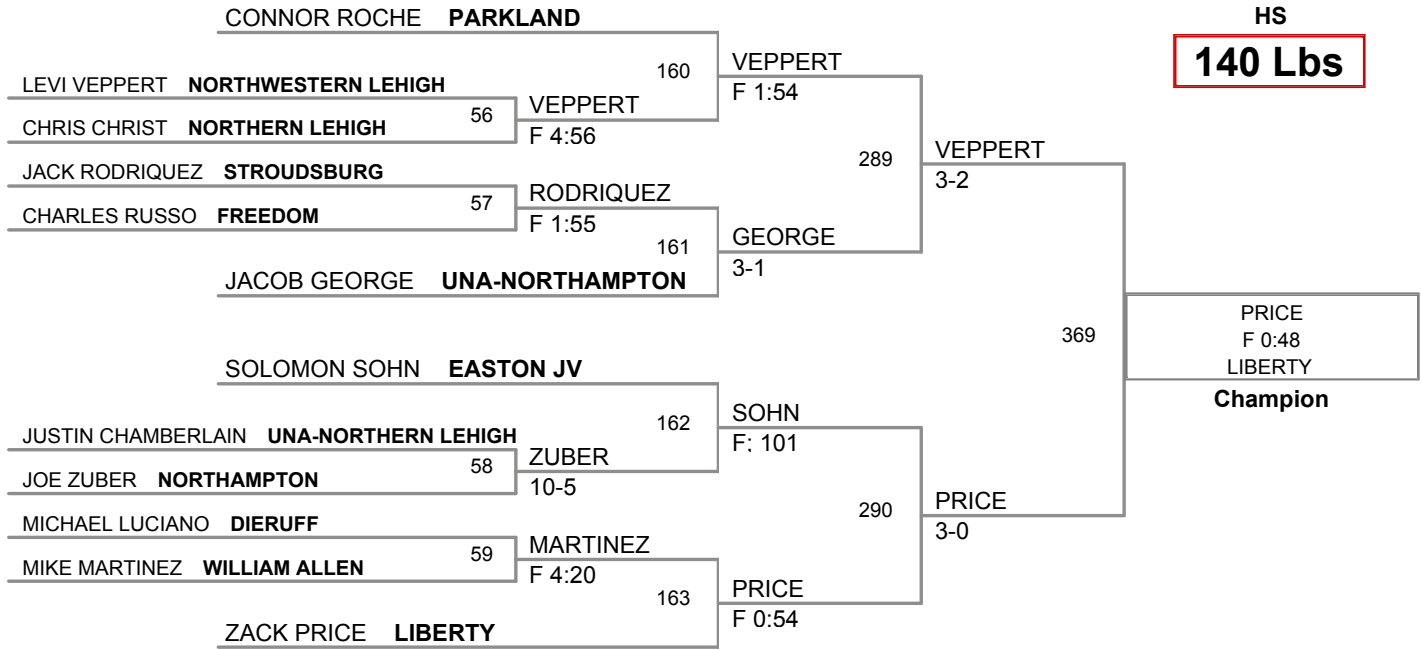 CONNOR ROCHE PARKLAND
HS
140 Lbs
160
VEPPERT
F 1:54
LEVI VEPPERT NORTHWESTERN LEHIGH
56
VEPPERT
F 4:56
CHRIS CHRIST NORTHERN LEHIGH
289
VEPPERT
3-2
JACK RODRIQUEZ STROUDSBURG
57
RODRIQUEZ
F 1:55
CHARLES RUSSO FREEDOM
161
GEORGE
3-1
JACOB GEORGE UNA-NORTHAMPTON
369
PRICE
F 0:48
LIBERTY
Champion
SOLOMON SOHN EASTON JV
162
SOHN
F: 101
JUSTIN CHAMBERLAIN UNA-NORTHERN LEHIGH
58
ZUBER
10-5
JOE ZUBER NORTHAMPTON
290
PRICE
3-0
MICHAEL LUCIANO DIERUFF
59
MARTINEZ
F 4:20
MIKE MARTINEZ WILLIAM ALLEN
163
PRICE
F 0:54
ZACK PRICE LIBERTY